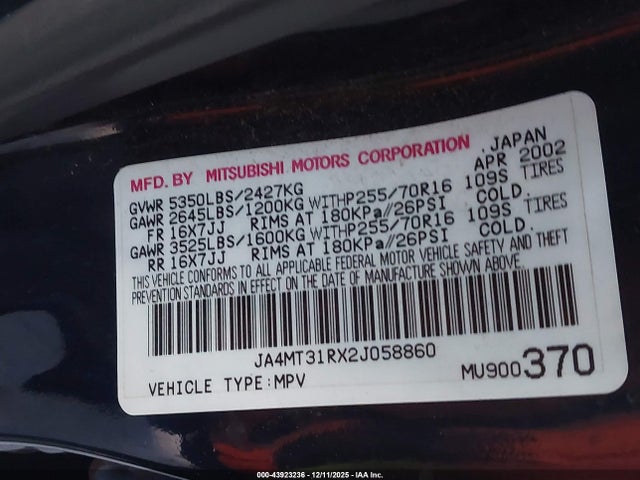 MFD. BY MITSUBISHI MOTORS CORPORATION, JAPAN
GVWR 5350LBS/2427KG APR 2002
GAWR 2645LBS/1200KG WITHP255/70R16 109S TIRES
FR 16X7JJ RIMS AT 180KPa//26PSI COLD.
GAWR 3525LBS/1600KG WITHP255/70R16 109S TIRES
RR 16X7JJ RIMS AT 180KPa//26PSI COLD.
THIS VEHICLE CONFORMS TO ALL APPLICABLE FEDERAL MOTOR VEHICLE SAFETY AND THEFT
PREVENTION STANDARDS IN EFFECT ON THE DATE OF MANUFACTURE SHOWN ABOVE.
JA4MT31RX2J058860
VEHICLE TYPE:MPV MU900370
000-43923236 - 12/11/2025 - IAA Inc.